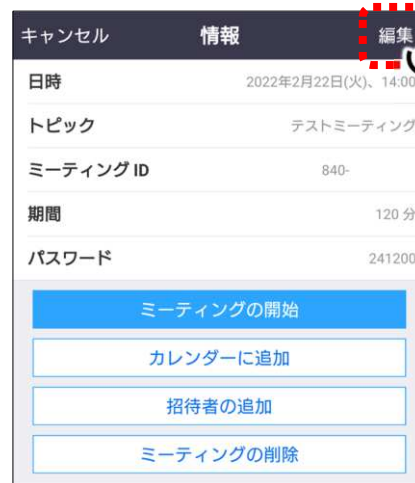 キャンセル 情報 編集
日時 2022年2月22日(火)、14:00
トピック テストミーティング
ミーティング ID 840-
期間 120 分
パスワード 241200
ミーティングの開始
カレンダーに追加
招待者の追加
ミーティングの削除